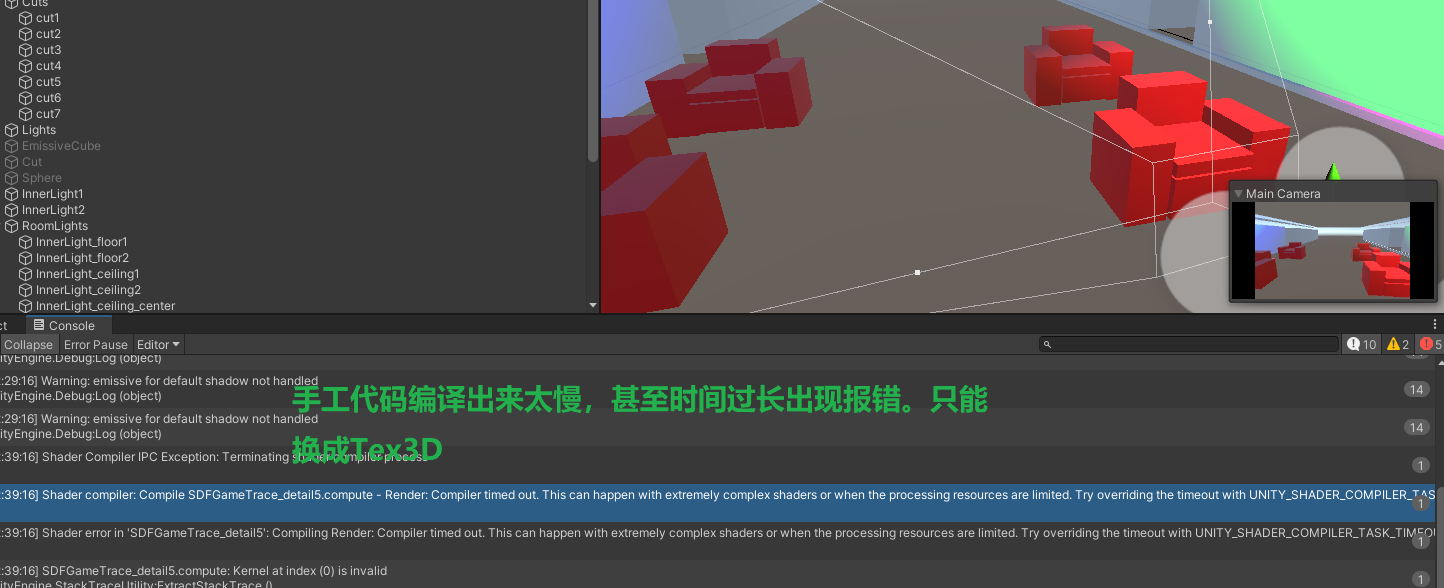 Cuts
cut1
cut2
cut3
cut4
cut5
cut6
cut7
Lights
EmissiveCube
Cut
Sphere
InnerLight1
InnerLight2
RoomLights
InnerLight_floor1
InnerLight_floor2
InnerLight_ceiling1
InnerLight_ceiling2
InnerLight_ceiling_center
Main Camera
ct Console
Collapse Error Pause Editor 10 2 5
ityEngine.Debug:Log (object)
:29:16] Warning: emissive for default shadow not handled
ityEngine.Debug:Log (object) 14
:29:16] Warning: emissive for default shadow not handled
ityEngine.Debug:Log (object) 14
手工代码编译出来太慢，甚至时间过长出现报错。只能
换成Tex3D
:39:16] Shader Compiler IPC Exception: Terminating shader compiler process
1
:39:16] Shader compiler: Compile SDFGameTrace_detail5.compute - Render: Compiler timed out. This can happen with extremely complex shaders or when the processing resources are limited. Try overriding the timeout with UNITY_SHADER_COMPILER_TAS
1
:39:16] Shader error in 'SDFGameTrace_detail5': Compiling Render: Compiler timed out. This can happen with extremely complex shaders or when the processing resources are limited. Try overriding the timeout with UNITY_SHADER_COMPILER_TASK_TIMEOU
1
:39:16] SDFGameTrace_detail5.compute: Kernel at index (0) is invalid
ityEngine.StackTraceUtility:ExtractStackTrace () 1